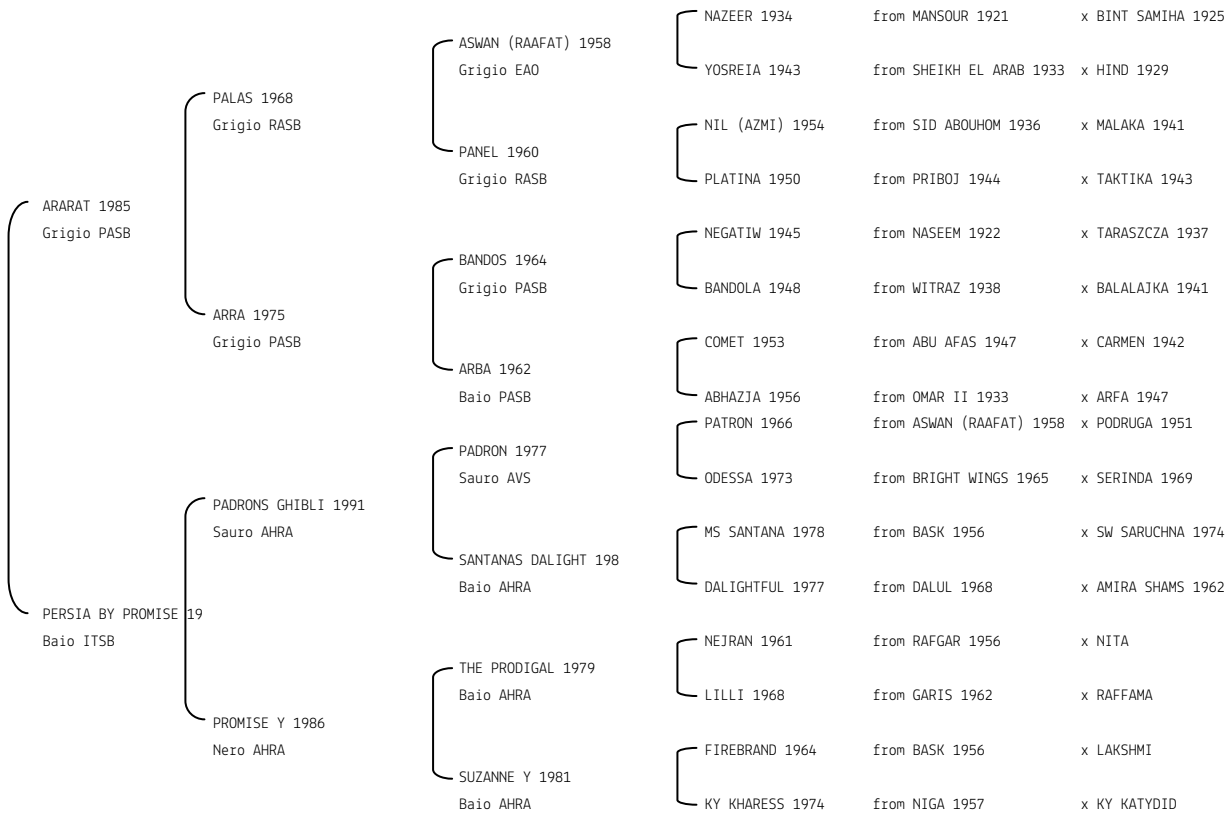 NAZEER 1934 from MANSOUR 1921 x BINT SAMIHA 1925
ASWAN (RAAFAT) 1958
Grigio EAO
YOSREIA 1943 from SHEIKH EL ARAB 1933 x HIND 1929
PALAS 1968
Grigio RASB
NIL (AZMI) 1954 from SID ABOUHOM 1936 x MALAKA 1941
PANEL 1960
Grigio RASB
PLATINA 1950 from PRIBOJ 1944 x TAKTIKA 1943
ARARAT 1985
Grigio PASB
NEGATIW 1945 from NASEEM 1922 x TARASZCZA 1937
BANDOS 1964
Grigio PASB
BANDOLA 1948 from WITRAZ 1938 x BALALAJKA 1941
ARRA 1975
Grigio PASB
COMET 1953 from ABU AFAS 1947 x CARMEN 1942
ARBA 1962
Baio PASB
ABHAZJA 1956 from OMAR II 1933 x ARFA 1947
PATRON 1966 from ASWAN (RAAFAT) 1958 x PODRUGA 1951
PADRON 1977
Sauro AVS
ODESSA 1973 from BRIGHT WINGS 1965 x SERINDA 1969
PADRONS GHIBLI 1991
Sauro AHRA
MS SANTANA 1978 from BASK 1956 x SW SARUCHNA 1974
SANTANAS DALIGHT 198
Baio AHRA
DALIGHTFUL 1977 from DALUL 1968 x AMIRA SHAMS 1962
PERSIA BY PROMISE 19
Baio ITSB
NEJRAN 1961 from RAFGAR 1956 x NITA
THE PRODIGAL 1979
Baio AHRA
LILLI 1968 from GARIS 1962 x RAFFAMA
PROMISE Y 1986
Nero AHRA
FIREBRAND 1964 from BASK 1956 x LAKSHMI
SUZANNE Y 1981
Baio AHRA
KY KHARESS 1974 from NIGA 1957 x KY KATYDID